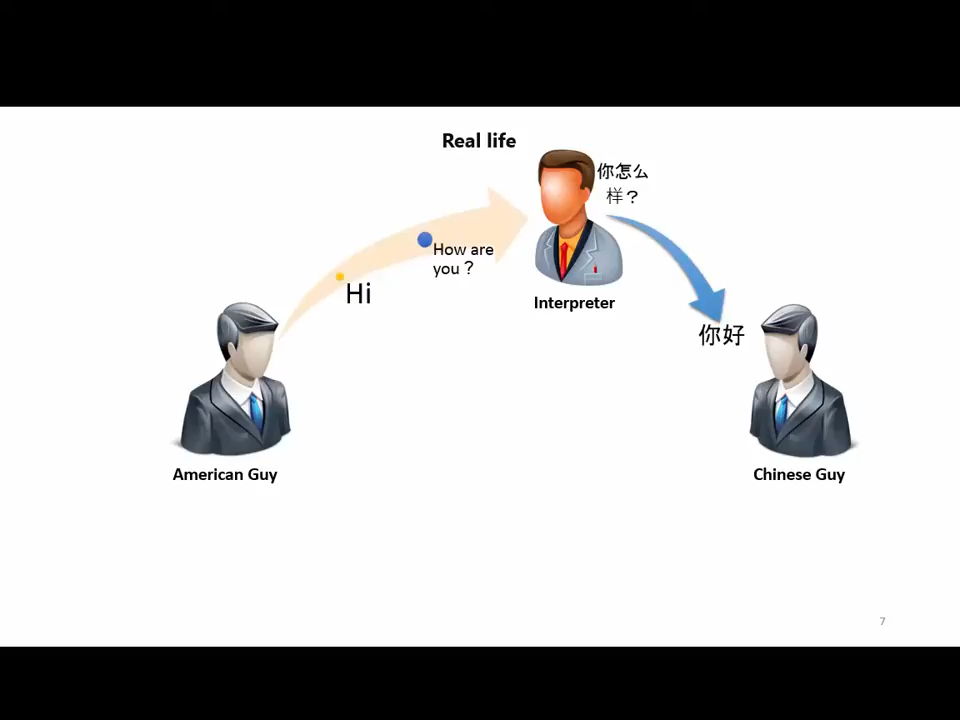 Real life
你怎么
样？
How are
you？
Hi
Interpreter
你好
American Guy
Chinese Guy
7